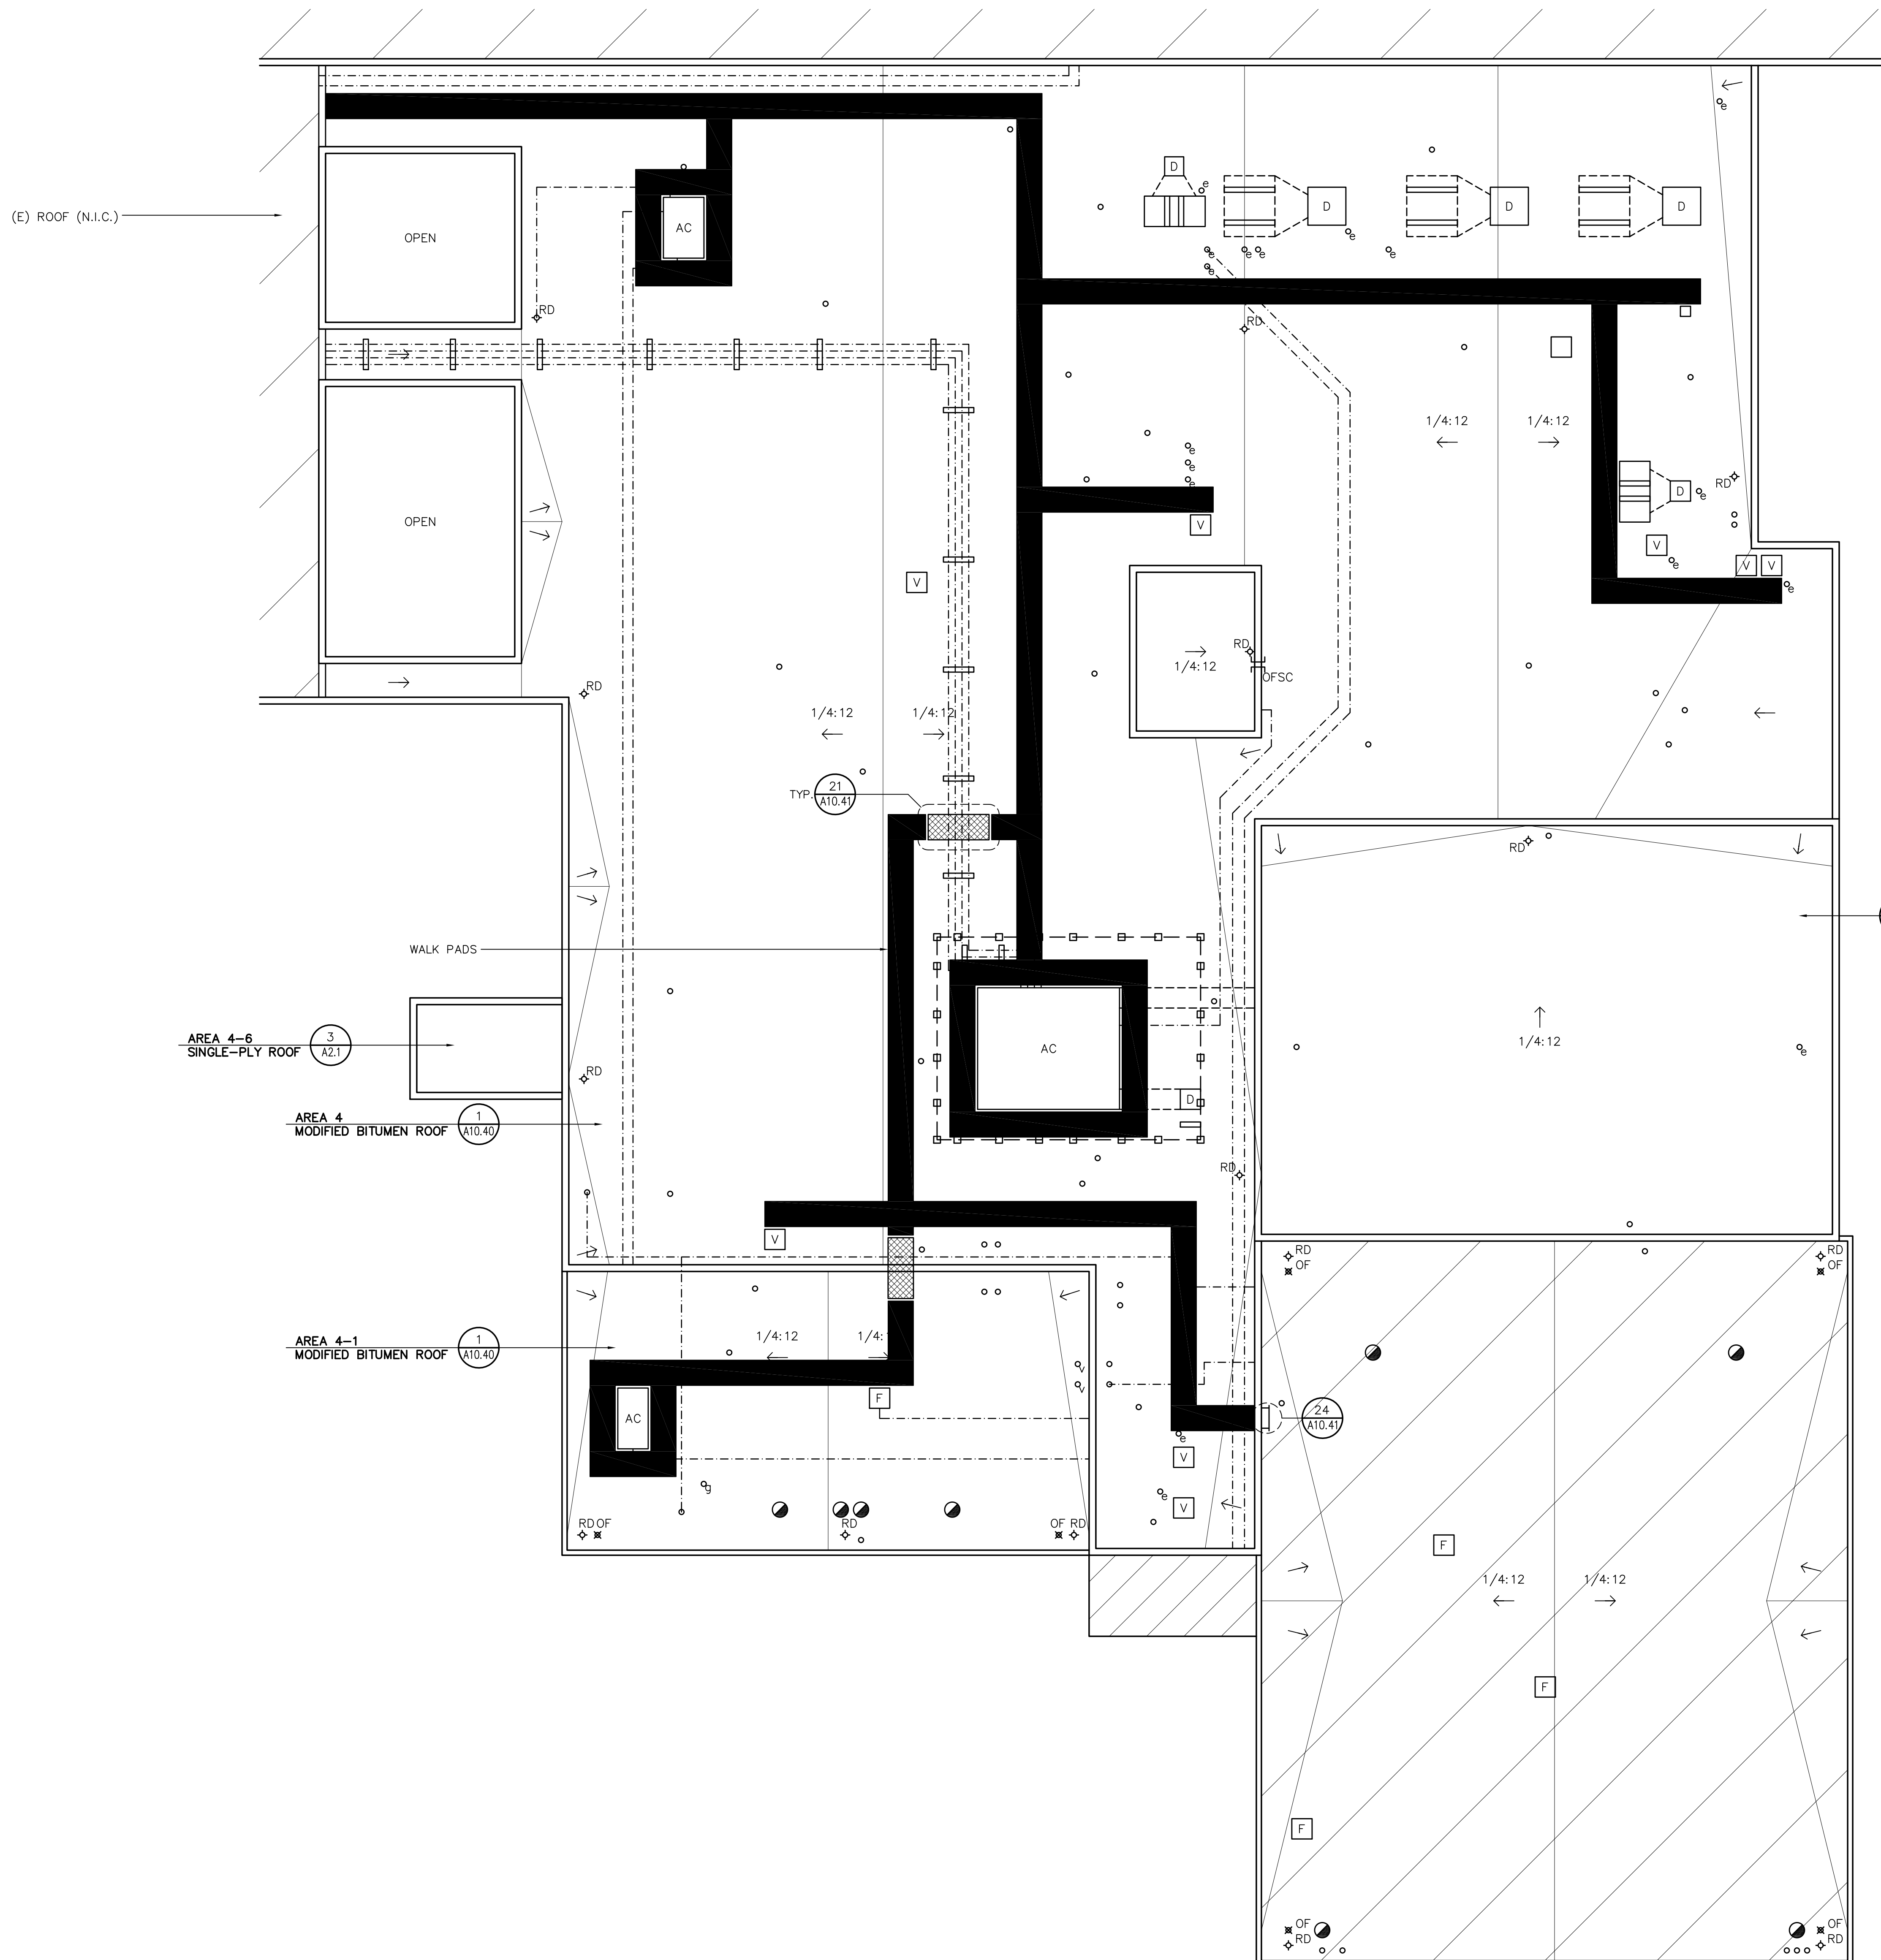 D
e
e
(E) ROOF (N.I.C.)
D
D
D
AC
OPEN
e
e
e
e
e
e
RD
RD
1/4:12
1/4:12
e
e
e
RD
D
e
V
OPEN
V
e
V
V
V
e
RD
1/4:12
OFSC
RD
1/4:12
1/4:12
TYP.
21
A10.41
RD
WALK PADS
1/4:12
AREA 4-6
SINGLE-PLY ROOF
3
A2.1
AC
e
RD
D
AREA 4
MODIFIED BITUMEN ROOF
1
A10.40
RD
V
RD
OF
RD
OF
1/4:12
1/4:
AREA 4-1
MODIFIED BITUMEN ROOF
1
A10.40
v
v
F
AC
24
A10.41
e
V
g
e
V
RD
OF
RD
OF
RD
F
1/4:12
1/4:12
F
F
OF
RD
OF
RD